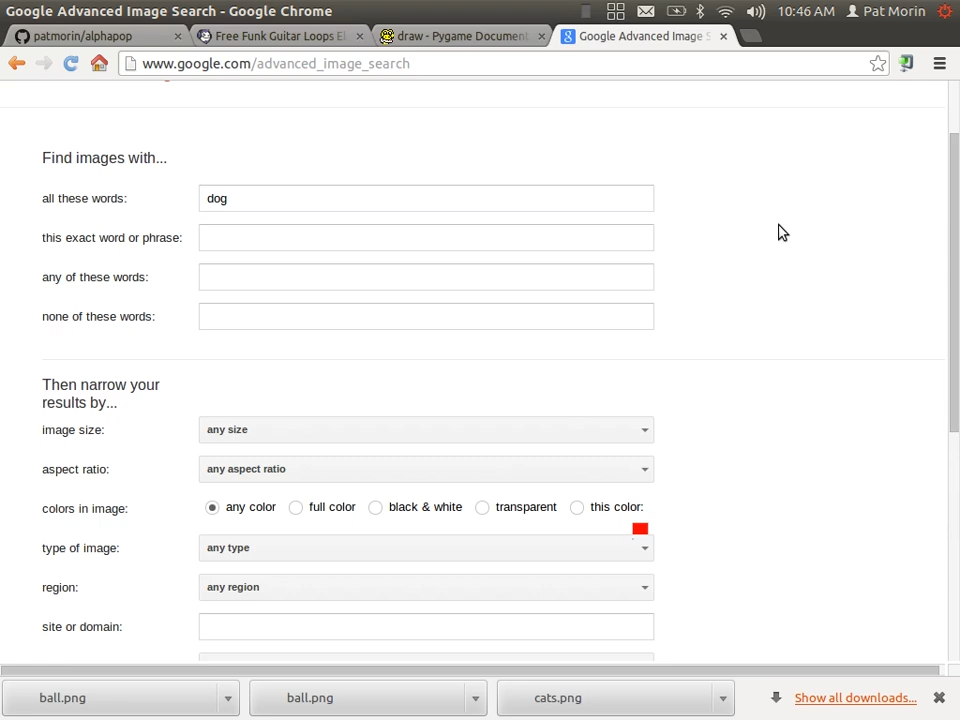 Google Advanced Image Search - Google Chrome 10:46 AM Pat Morin
patmorin/alphapop Free Funk Guitar Loops El draw - Pygame Document Google Advanced Image S
www.google.com/advanced_image_search
Find images with...
all these words: dog
this exact word or phrase:
any of these words:
none of these words:
Then narrow your
results by...
image size: any size
aspect ratio: any aspect ratio
colors in image: any color full color black & white transparent this color:
type of image: any type
region: any region
site or domain:
ball.png ball.png cats.png Show all downloads...